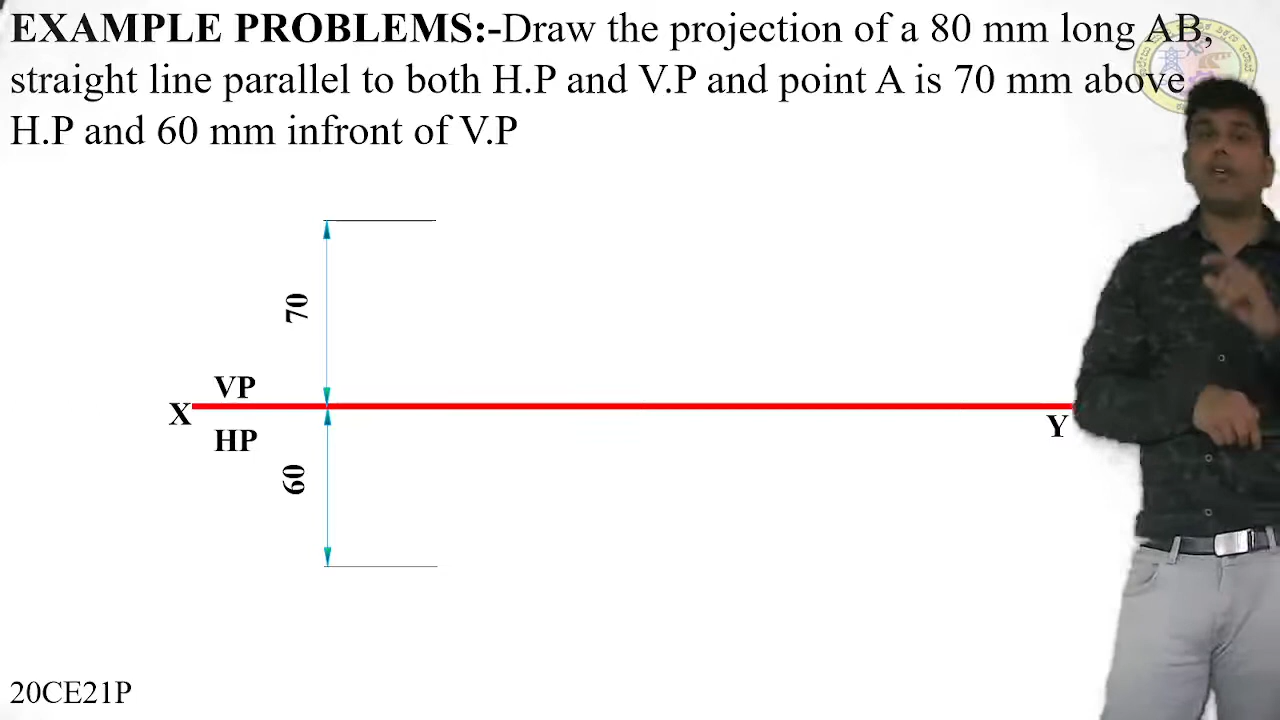 EXAMPLE PROBLEMS:-Draw the projection of a 80 mm long AB,
straight line parallel to both H.P and V.P and point A is 70 mm above
H.P and 60 mm infront of V.P
70
VP
X
HP
Y
60
20CE21P